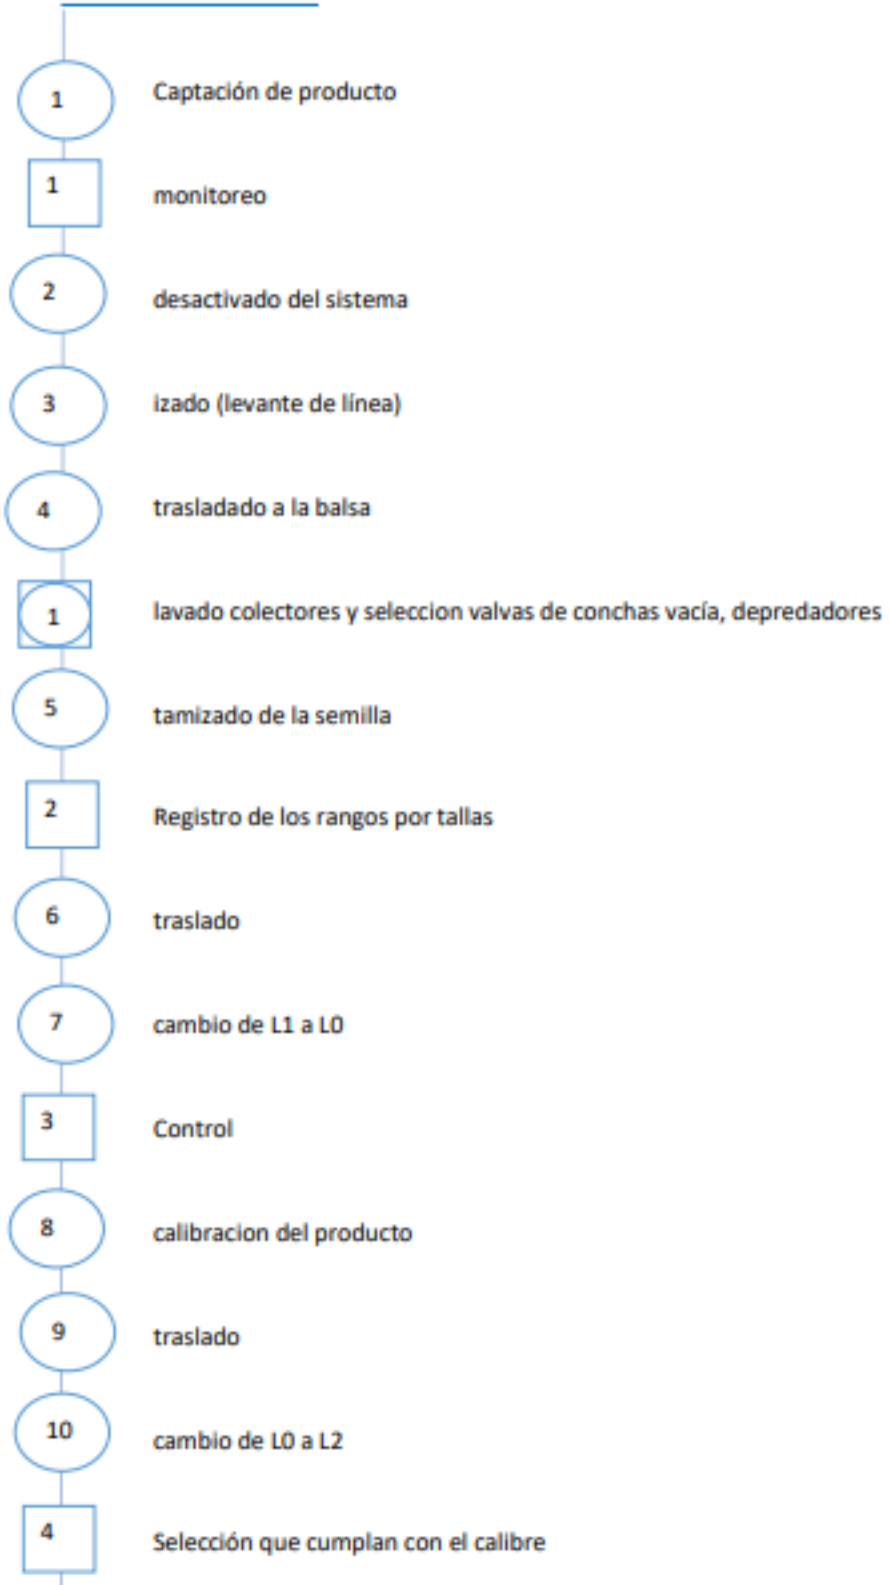 1 Captación de producto
1 monitoreo
2 desactivado del sistema
3 izado (levante de línea)
4 trasladado a la balsa
1 lavado colectores y seleccion valvas de conchas vacía, depredadores
5 tamizado de la semilla
2 Registro de los rangos por tallas
6 traslado
7 cambio de L1 a L0
3 Control
8 calibracion del producto
9 traslado
10 cambio de L0 a L2
4 Selección que cumplan con el calibre